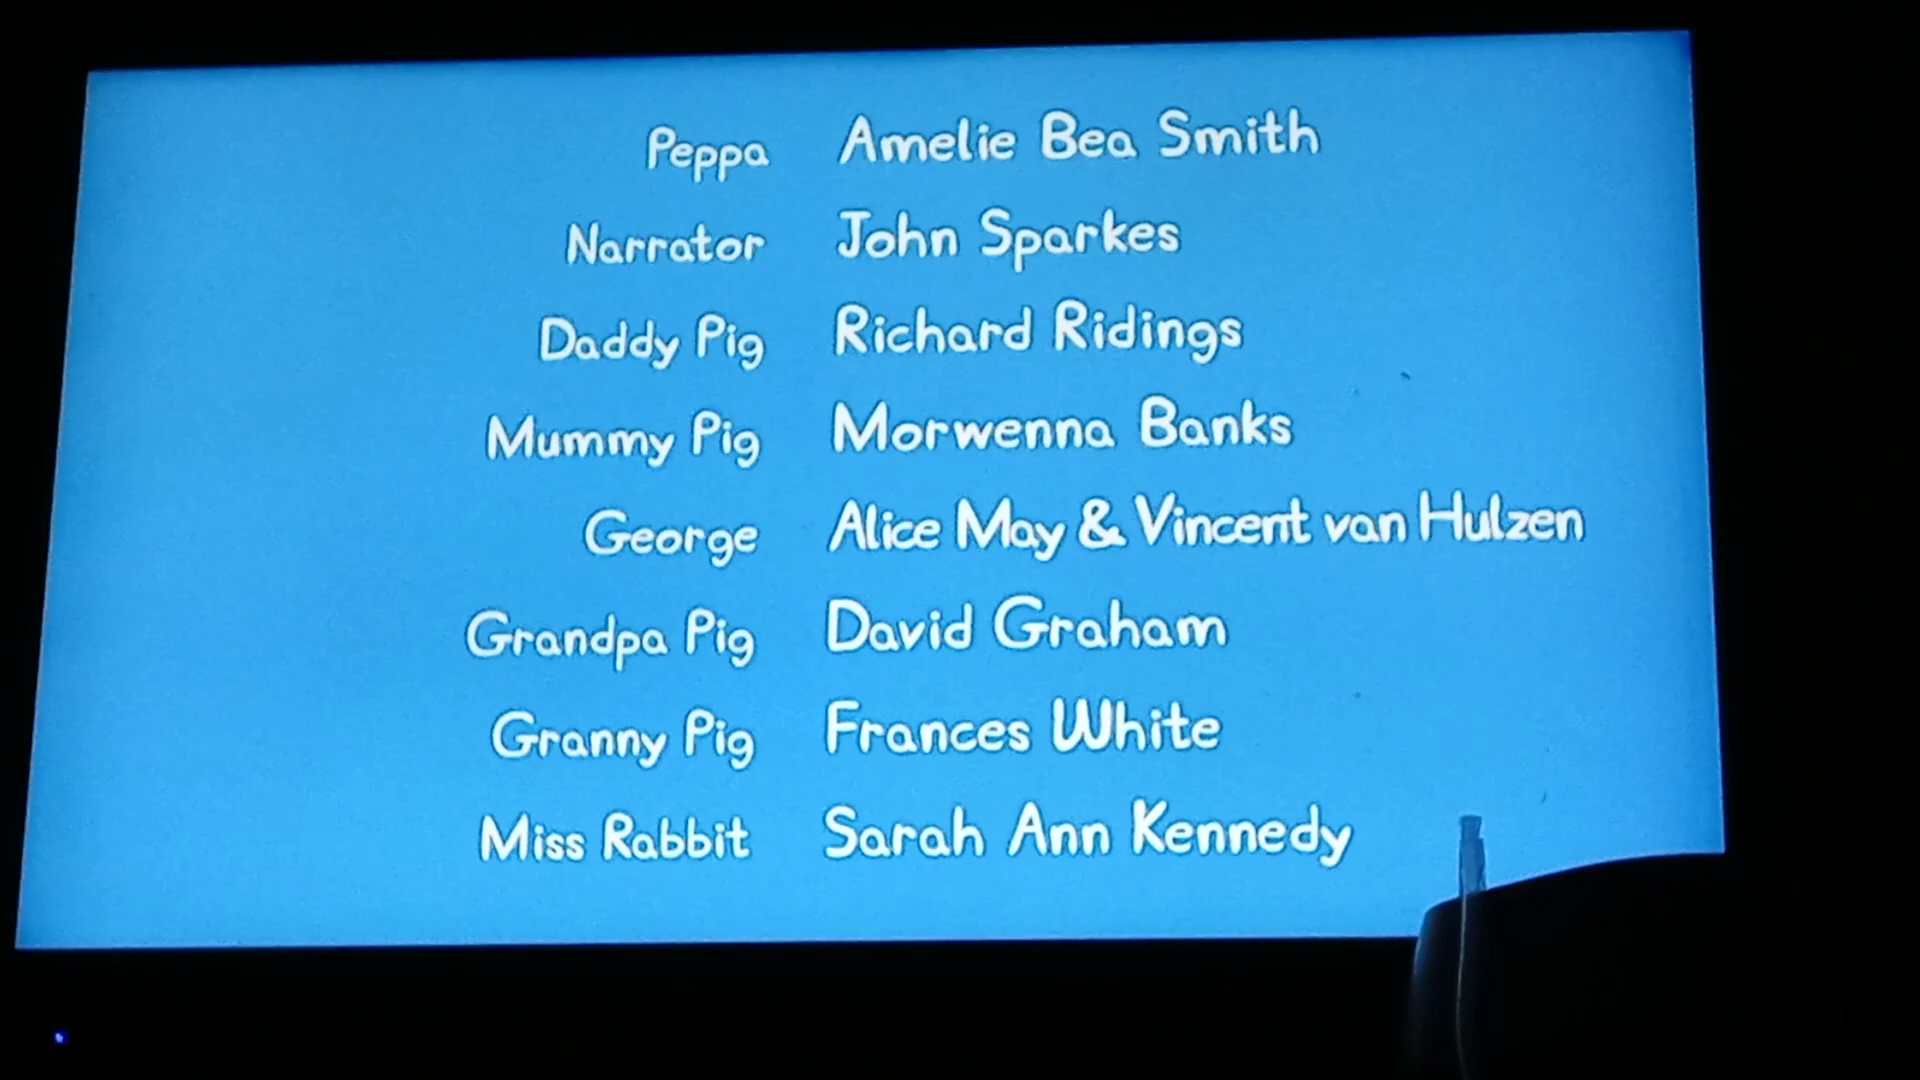 Peppa Amelie Bea Smith
Narrator John Sparkes
Daddy Pig Richard Ridings
Mummy Pig Morwenna Banks
George Alice May & Vincent van Hulzen
Grandpa Pig David Graham
Granny Pig Frances White
Miss Rabbit Sarah Ann Kennedy